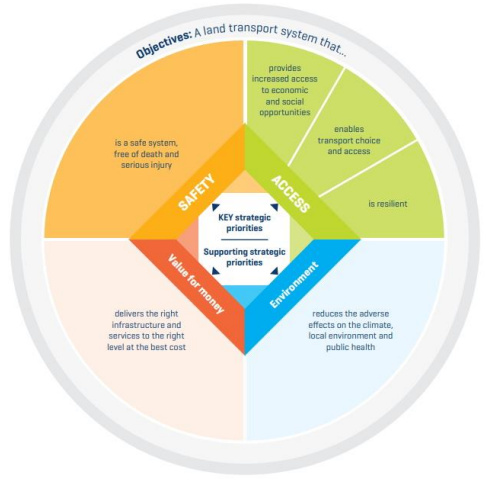 Objectives: A land transport system that...
provides
increased access
to economic
and social
opportunities
enables
transport choice
and access
is resilient
is a safe system,
free of death and
serious injury
SAFETY
ACCESS
KEY strategic
priorities
Supporting strategic
priorities
Value for money
Environment
delivers the right
infrastructure and
services to the right
level at the best cost
reduces the adverse
effects on the climate,
local environment and
public health